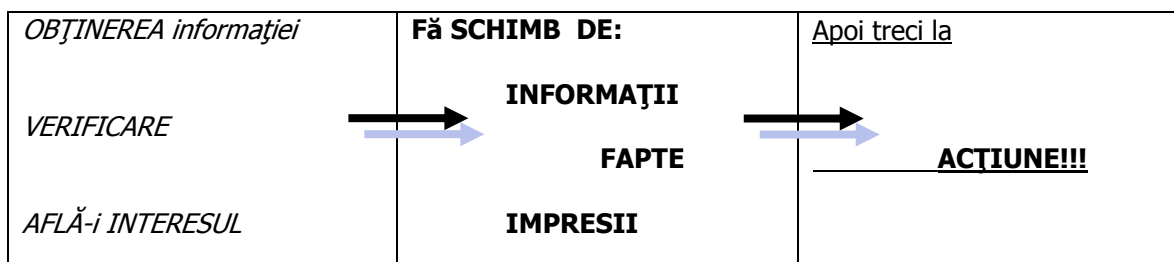 OBŢINEREA informaţiei
VERIFICARE
AFLĂ-i INTERESUL
Fă SCHIMB DE:
INFORMAŢII
FAPTE
IMPRESII
Apoi treci la
ACŢIUNE!!!